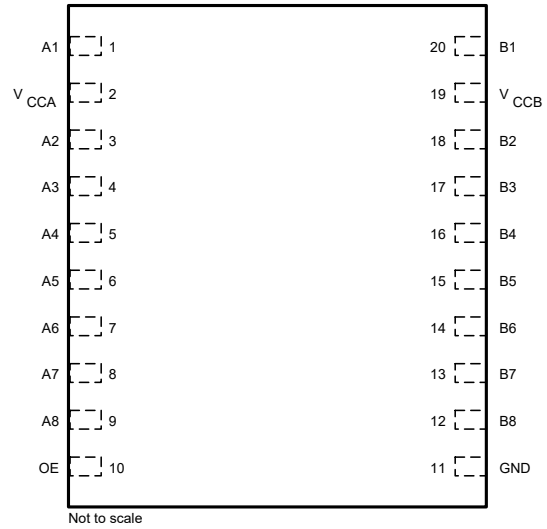 A1 1 20 B1
VCCA 2 19 VCCB
A2 3 18 B2
A3 4 17 B3
A4 5 16 B4
A5 6 15 B5
A6 7 14 B6
A7 8 13 B7
A8 9 12 B8
OE 10 11 GND
Not to scale